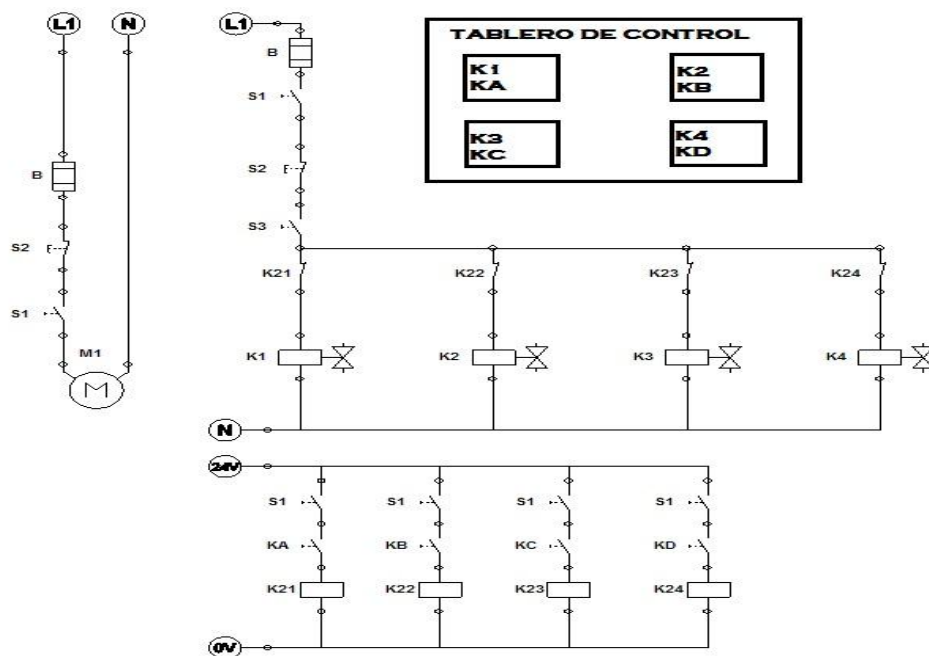 L1 N
B
S2
S1
M1
M
L1
B
S1
S2
S3
K21 K22 K23 K24
K1 K2 K3 K4
N
TABLERO DE CONTROL
K1
KA
K2
KB
K3
KC
K4
KD
24V
S1 S1 S1 S1
KA KB KC KD
K21 K22 K23 K24
0V